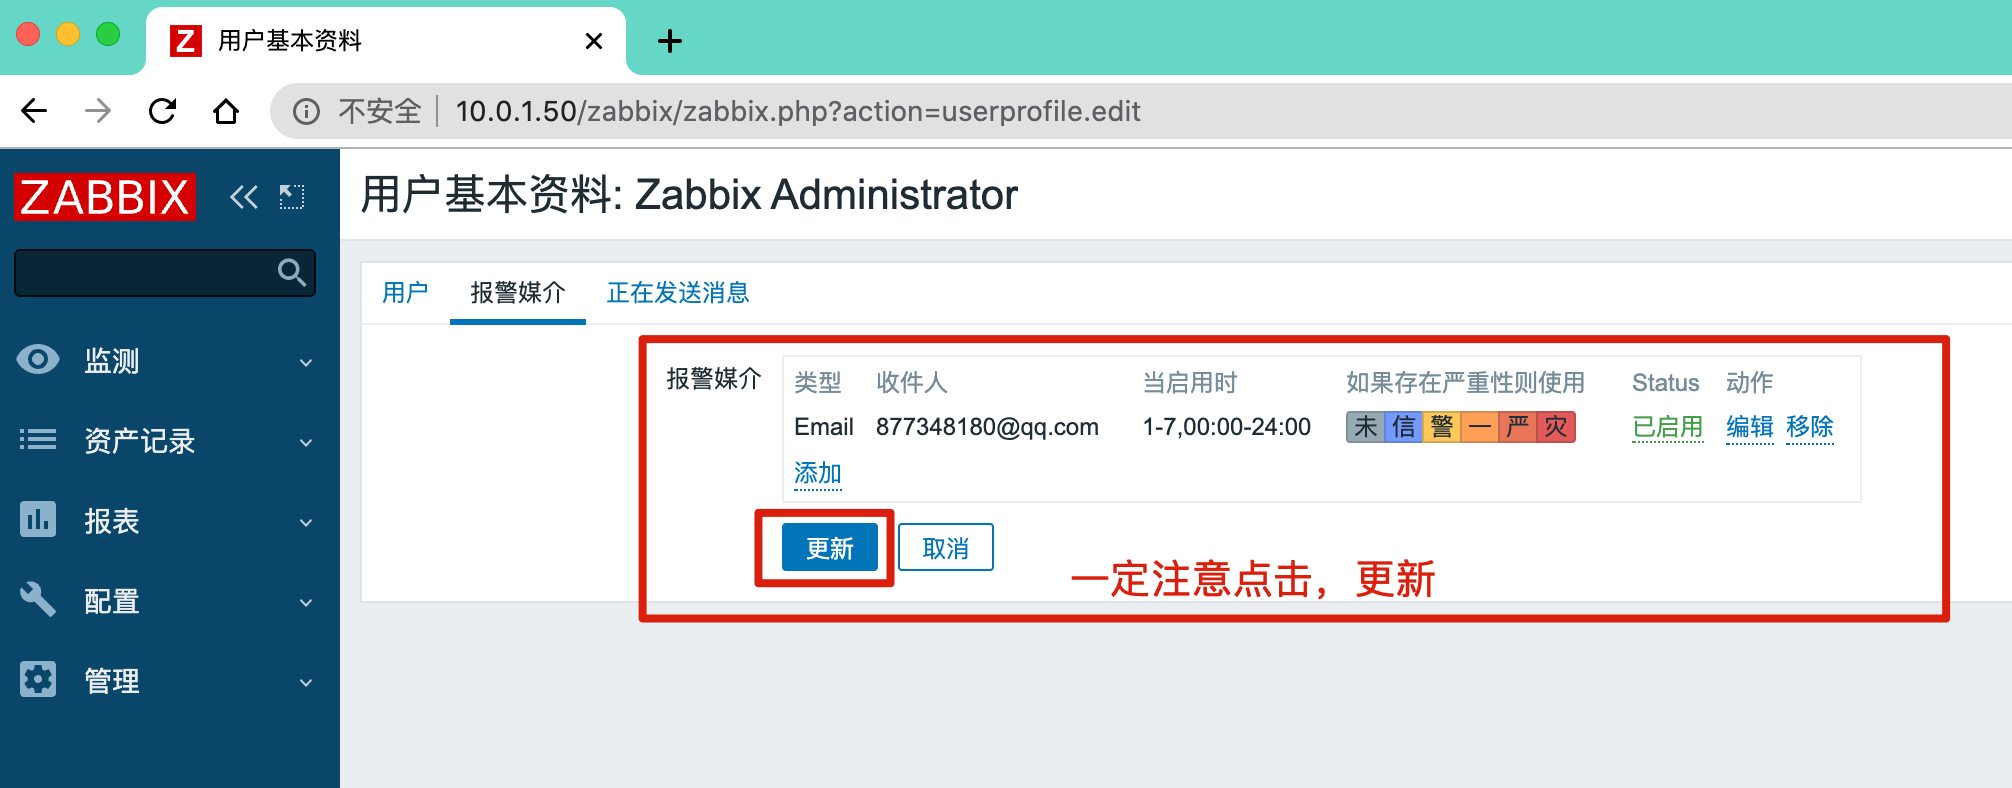 Z 用户基本资料
不安全 10.0.1.50/zabbix/zabbix.php?action=userprofile.edit
ZABBIX
监测
资产记录
报表
配置
管理
用户基本资料: Zabbix Administrator
用户 报警媒介 正在发送消息
报警媒介 类型 收件人 当启用时 如果存在严重性则使用 Status 动作
Email 877348180@qq.com 1-7,00:00-24:00 未 信 警 一 严 灾 已启用 编辑 移除
添加
更新 取消
一定注意点击，更新